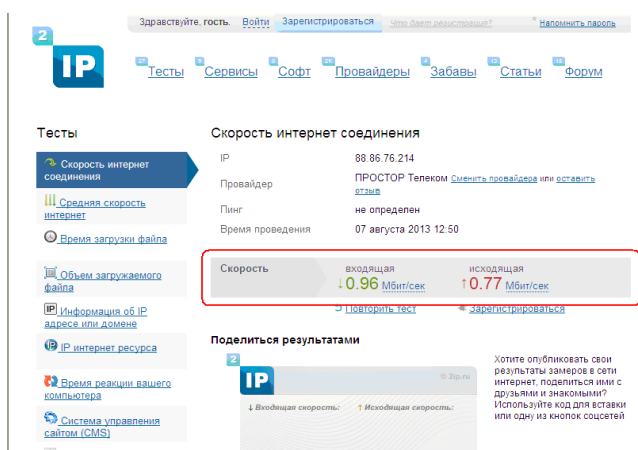 Здравствуйте, гость. Войти Зарегистрироваться Что дает регистрация? Напомнить пароль
2
IP
Тесты Сервисы Софт Провайдеры Забавы Статьи Форум
Тесты
Скорость интернет
соединения
Средняя скорость
интернет
Время загрузки файла
Объем загружаемого
файла
Информация об IP
адресе или домене
IP интернет ресурса
Время реакции вашего
компьютера
Система управления
сайтом (CMS)
Скорость интернет соединения
IP 88.86.76.214
Провайдер ПРОСТОР Телеком Сменить провайдера или оставить
отзыв
Пинг не определен
Время проведения 07 августа 2013 12:50
Скорость входящая исходящая
↓0.96 Мбит/сек ↑0.77 Мбит/сек
Повторить тест Зарегистрироваться
Поделиться результатами
2
IP
© 2ip.ru
↓ Входящая скорость: ↑ Исходящая скорость:
Хотите опубликовать свои
результаты замеров в сети
интернет, поделиться ими с
друзьями и знакомыми?
Используйте код для вставки
или одну из кнопок соцсетей